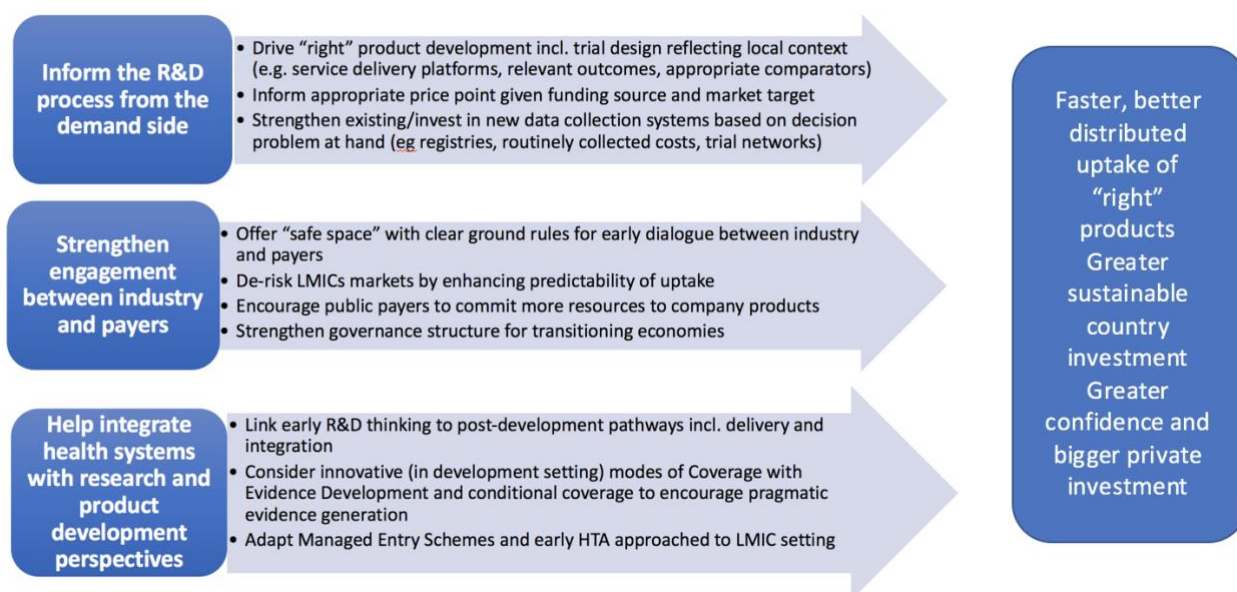 Inform the R&D
process from the
demand side
• Drive “right” product development incl. trial design reflecting local context
(e.g. service delivery platforms, relevant outcomes, appropriate comparators)
• Inform appropriate price point given funding source and market target
• Strengthen existing/invest in new data collection systems based on decision
problem at hand (eg registries, routinely collected costs, trial networks)
Strengthen
engagement
between industry
and payers
• Offer “safe space” with clear ground rules for early dialogue between industry
and payers
• De-risk LMICs markets by enhancing predictability of uptake
• Encourage public payers to commit more resources to company products
• Strengthen governance structure for transitioning economies
Help integrate
health systems
with research and
product
development
perspectives
• Link early R&D thinking to post-development pathways incl. delivery and
integration
• Consider innovative (in development setting) modes of Coverage with
Evidence Development and conditional coverage to encourage pragmatic
evidence generation
• Adapt Managed Entry Schemes and early HTA approached to LMIC setting
Faster, better
distributed
uptake of
“right”
products
Greater
sustainable
country
investment
Greater
confidence and
bigger private
investment